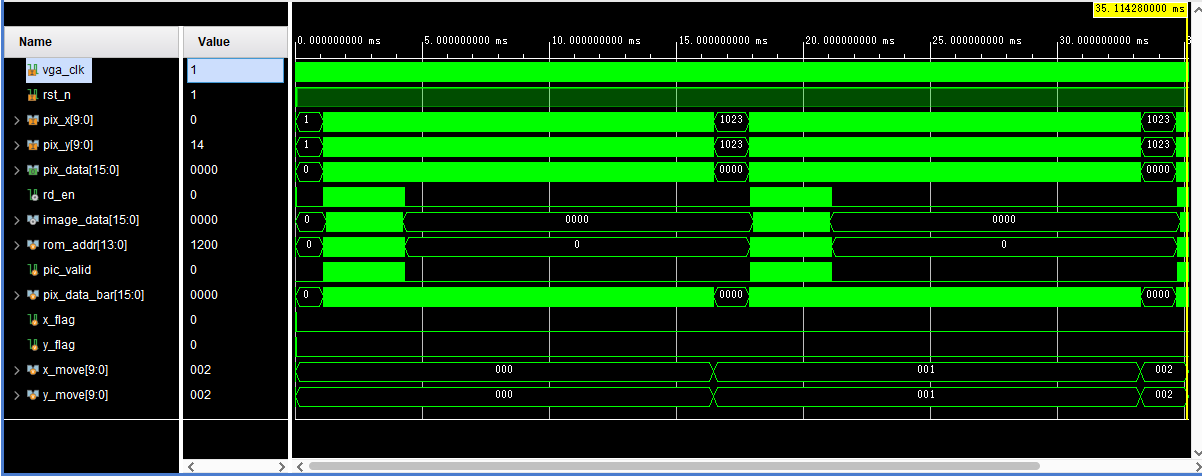 35.114280000 ms
Name Value 0.000000000 ms 5.000000000 ms 10.000000000 ms 15.000000000 ms 20.000000000 ms 25.000000000 ms 30.000000000 ms 3
vga_clk 1
rst_n 1
pix_x[9:0] 0 1 1023 1023
pix_y[9:0] 14 1 1023 1023
pix_data[15:0] 0000 0 0000 0000
rd_en 0
image_data[15:0] 0000 0 0000 0000
rom_addr[13:0] 1200 0 0 0
pic_valid 0
pix_data_bar[15:0] 0000 0 0000 0000
x_flag 0
y_flag 0
x_move[9:0] 002 000 001 002
y_move[9:0] 002 000 001 002